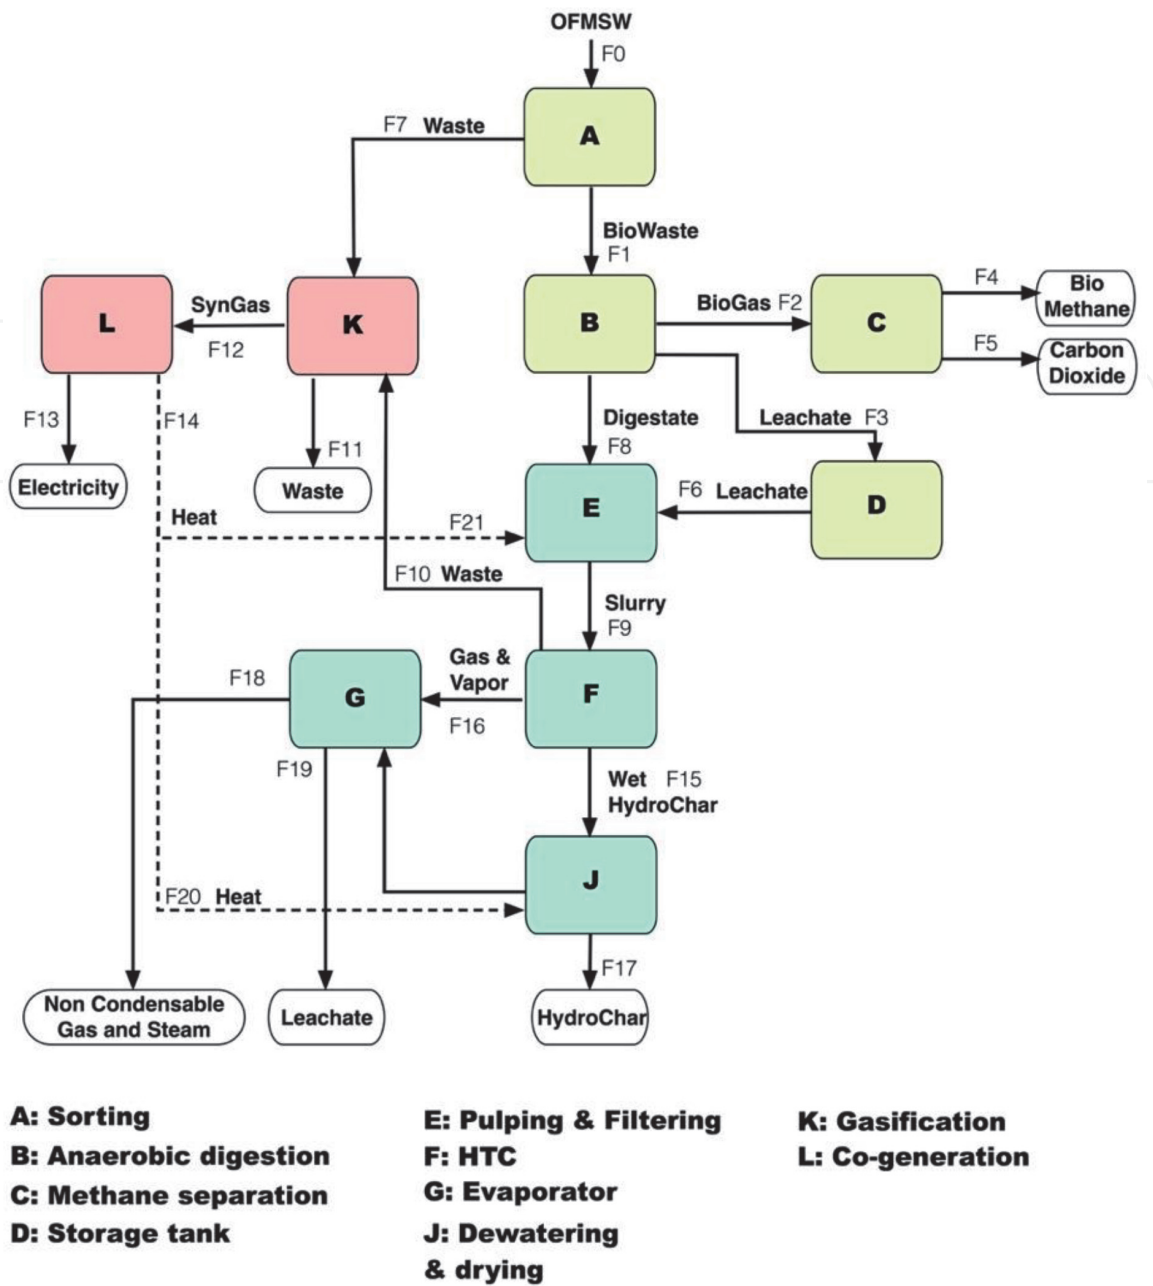 OFMSW
F0
A
F7 Waste
BioWaste
F1
L
SynGas
F12
K
B
BioGas F2
C
F4
Bio
Methane
F5
Carbon
Dioxide
F13
F14
F11
Digestate
F8
Leachate F3
Electricity
Waste
E
F6 Leachate
D
Heat
F21
F10 Waste
Slurry
F9
F18
G
Gas &
Vapor
F16
F
F19
Wet F15
HydroChar
J
F20 Heat
F17
Non Condensable
Gas and Steam
Leachate
HydroChar
A: Sorting
B: Anaerobic digestion
C: Methane separation
D: Storage tank
E: Pulping & Filtering
F: HTC
G: Evaporator
J: Dewatering
& drying
K: Gasification
L: Co-generation